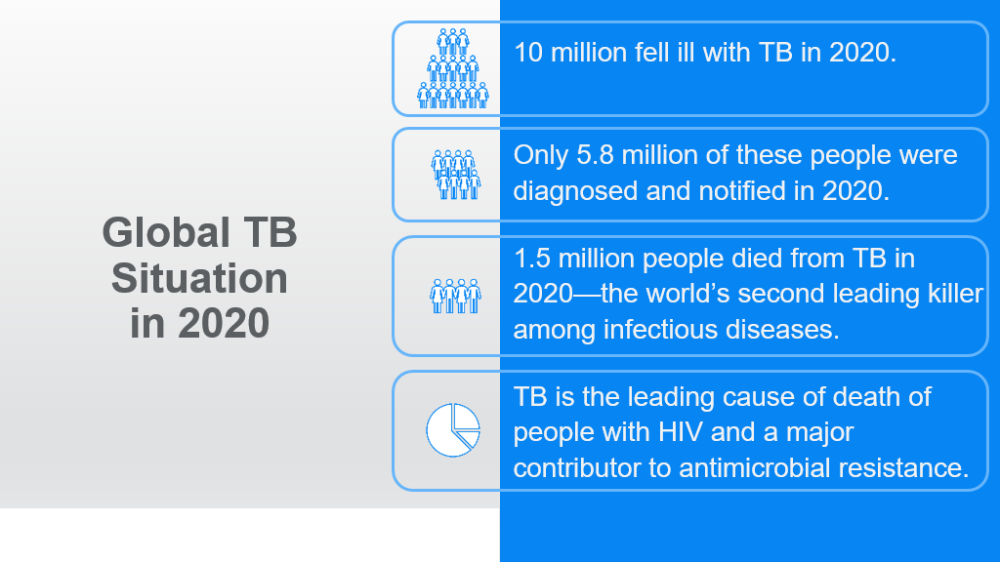 Global TB
Situation
in 2020
10 million fell ill with TB in 2020.
Only 5.8 million of these people were
diagnosed and notified in 2020.
1.5 million people died from TB in
2020—the world’s second leading killer
among infectious diseases.
TB is the leading cause of death of
people with HIV and a major
contributor to antimicrobial resistance.